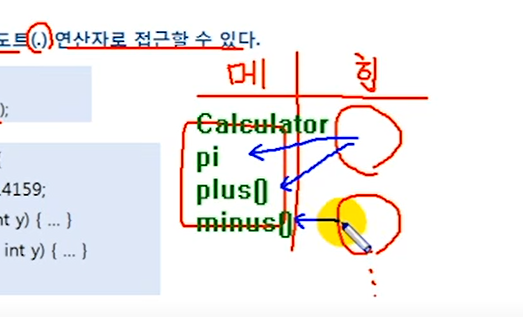 도트(.)연산자로 접근할 수 있다.
메 힙
Calculator
);
pi
{
4159;
plus()
nt y) { ... }
minus()
int y) { ... }